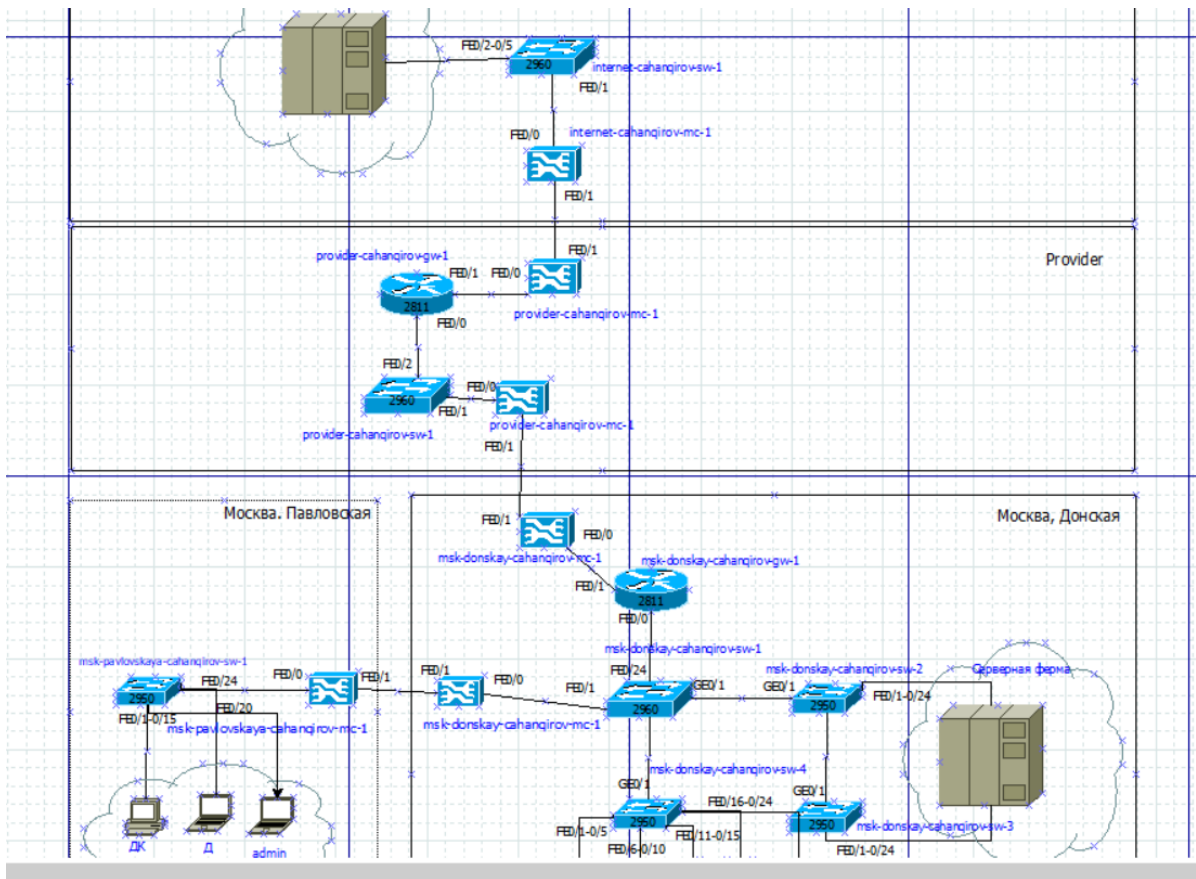 FE0/2-0/5
2960
internet-cahanqirov-sw-1
FE0/1
FE0/0
internet-cahanqirov-mc-1
FE0/1
FE0/1
Provider
provider-cahanqirov-gw-1
FE0/1
FE0/0
2811
provider-cahanqirov-mc-1
FE0/0
FE0/2
2960
FE0/0
FE0/1
provider-cahanqirov-mc-1
provider-cahanqirov-sw-1
FE0/1
Москва. Павловская
Москва, Донская
FE0/1
FE0/0
msk-donskay-cahanqirov-mc-1
msk-donskay-cahanqirov-gw-1
FE0/1
2811
FE0/0
msk-donskay-cahanqirov-sw-1
msk-pavlovskaya-cahanqirov-sw-1
FE0/24
FE0/0
FE0/1
FE0/1
FE0/0
FE0/1
FE0/24
GE0/1
GE0/1
msk-donskay-cahanqirov-sw-2
Серверная ферма
FE0/1-0/24
2950
2960
2950
FE0/1-0/15
FE0/20
msk-pavlovskaya-cahanqirov-mc-1
msk-donskay-cahanqirov-mc-1
msk-donskay-cahanqirov-sw-4
GE0/1
GE0/1
FE0/16-0/24
2950
2950
msk-donskay-cahanqirov-sw-3
FE0/1-0/5
FE0/11-0/15
FE0/6-0/10
FE0/1-0/24
ДК
Д
admin